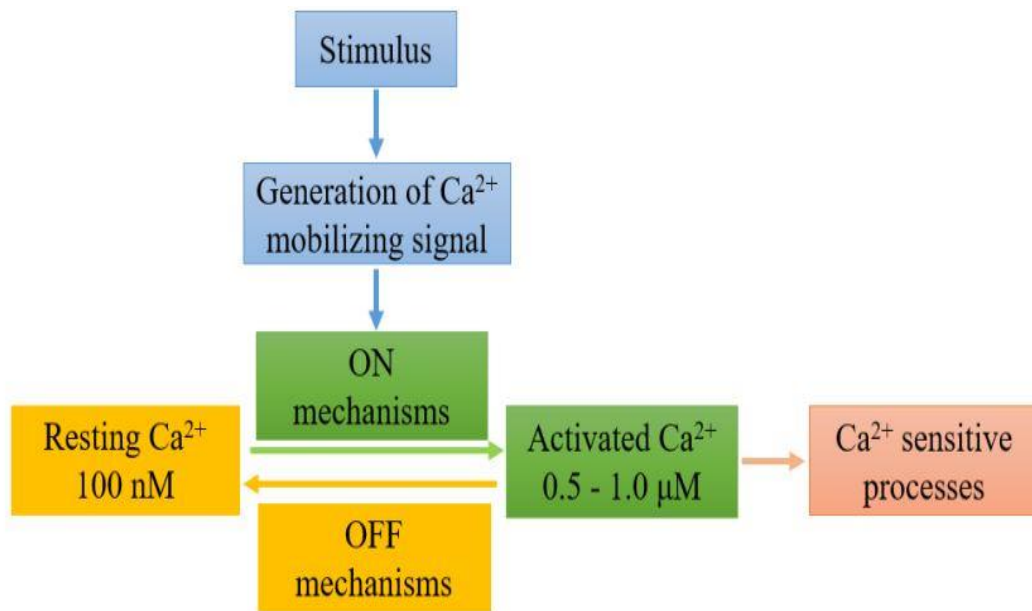 Stimulus
Generation of Ca²⁺
mobilizing signal
ON
mechanisms
Resting Ca²⁺
100 nM
Activated Ca²⁺
0.5 - 1.0 μM
Ca²⁺ sensitive
processes
OFF
mechanisms